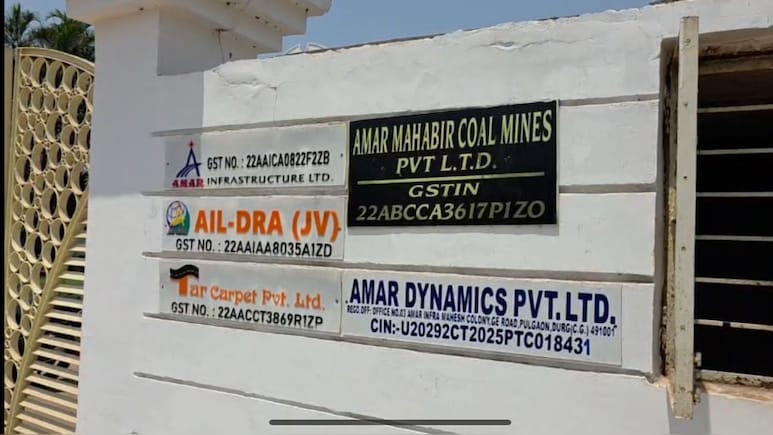 GST NO. : 22AAICA0822F2ZB
AMAR INFRASTRUCTURE LTD.
AIL-DRA (JV)
GST NO. : 22AAIAA8035A1ZD
Tar Carpet Pvt. Ltd.
GST NO. : 22AACCT3869R1ZP
AMAR MAHABIR COAL MINES
PVT L.T.D.
GSTIN
22ABCCA3617P1ZO
AMAR DYNAMICS PVT.LTD.
REGD.OFF: OFFICE NO.03 AMAR INFRA MAHESH COLONY,GE ROAD,PULGAON,DURG(C.G.) 491001
CIN:-U20292CT2025PTC018431